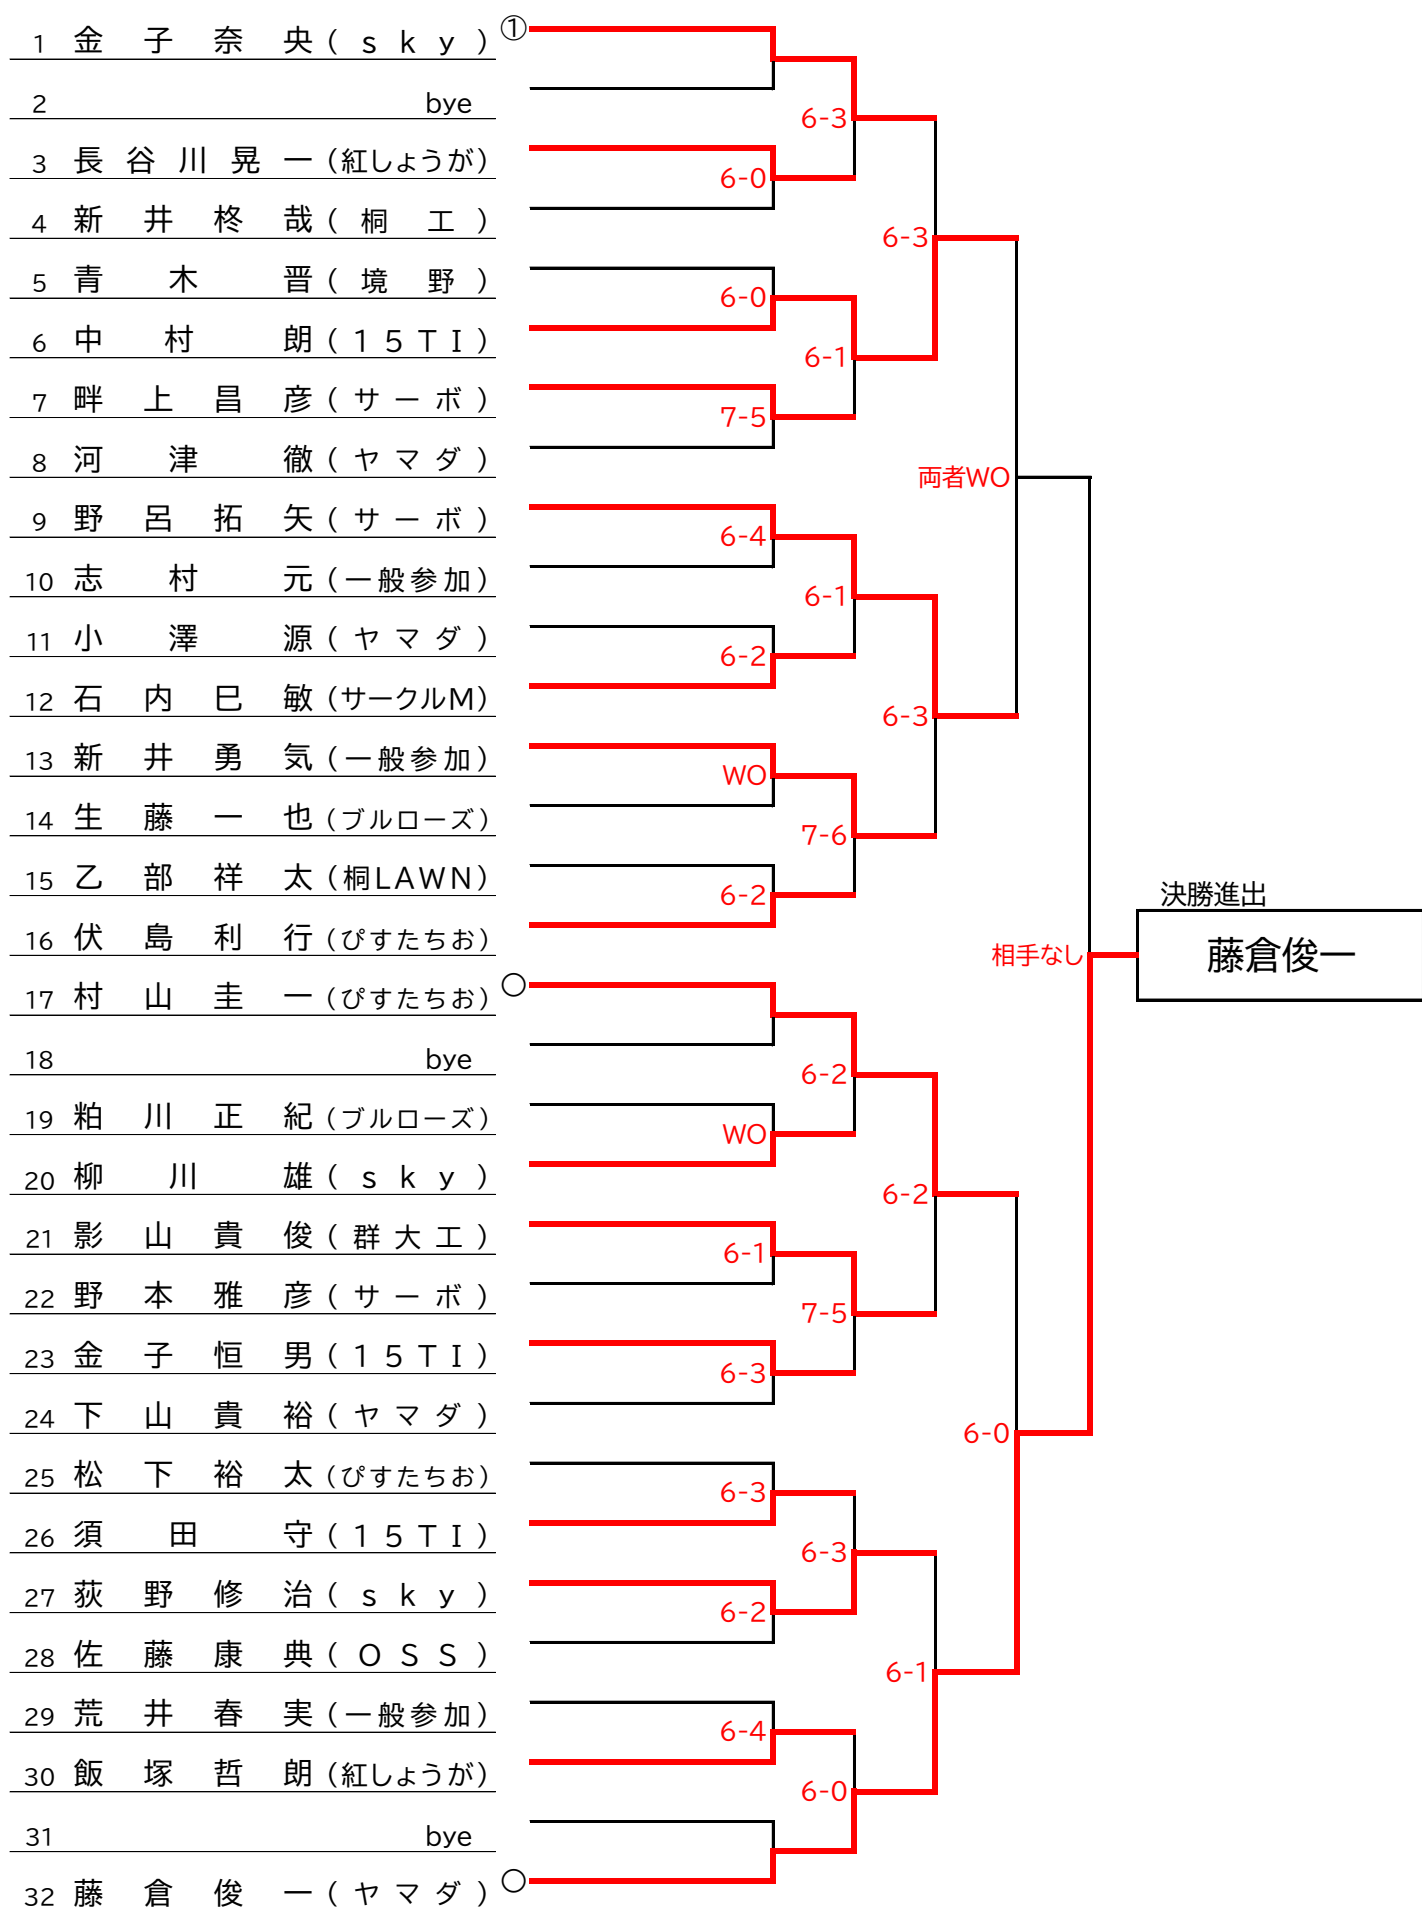 1 金子奈央(sky) ①
2 bye
6-3
3 長谷川晃一(紅しょうが)
6-0
4 新井柊哉(桐工)
6-3
5 青木晋(境野)
6-0
6 中村朗(15TI)
6-1
7 畔上昌彦(サーボ)
7-5
8 河津徹(ヤマダ)
両者WO
9 野呂拓矢(サーボ)
6-4
10 志村元(一般参加)
6-1
11 小澤源(ヤマダ)
6-2
12 石内巳敏(サークルM)
6-3
13 新井勇気(一般参加)
WO
14 生藤一也(ブルローズ)
7-6
15 乙部祥太(桐LAWN)
6-2
決勝進出
16 伏島利行(ぴすたちお)
相手なし
藤倉俊一
17 村山圭一(ぴすたちお) ○
18 bye
6-2
19 粕川正紀(ブルローズ)
WO
20 柳川雄(sky)
6-2
21 影山貴俊(群大工)
6-1
22 野本雅彦(サーボ)
7-5
23 金子恒男(15TI)
6-3
24 下山貴裕(ヤマダ)
6-0
25 松下裕太(ぴすたちお)
6-3
26 須田守(15TI)
6-3
27 荻野修治(sky)
6-2
28 佐藤康典(OSS)
6-1
29 荒井春実(一般参加)
6-4
30 飯塚哲朗(紅しょうが)
6-0
31 bye
32 藤倉俊一(ヤマダ) ○